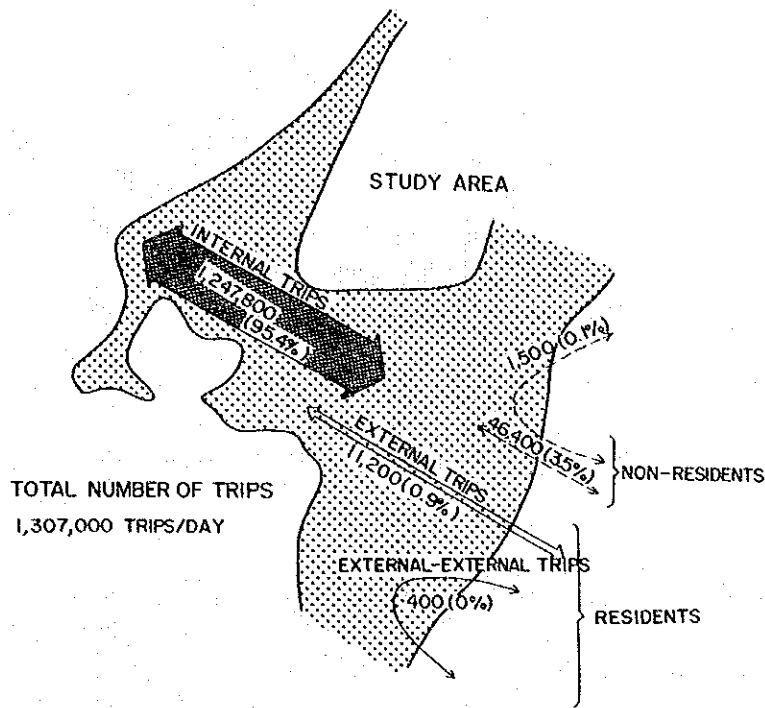 STUDY AREA
INTERNAL TRIPS
1,247,800
(95.4%)
1,500 (0.1%)
46,400 (3.5%)
NON-RESIDENTS
EXTERNAL TRIPS
11,200 (0.9%)
TOTAL NUMBER OF TRIPS
1,307,000 TRIPS/DAY
EXTERNAL-EXTERNAL TRIPS
400 (0%)
RESIDENTS